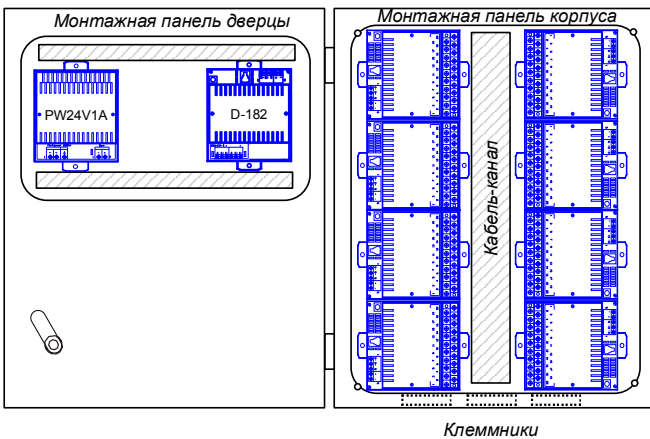 Монтажная панель дверцы
Монтажная панель корпуса
PW24V1A
D-182
Кабель-канал
Клеммники